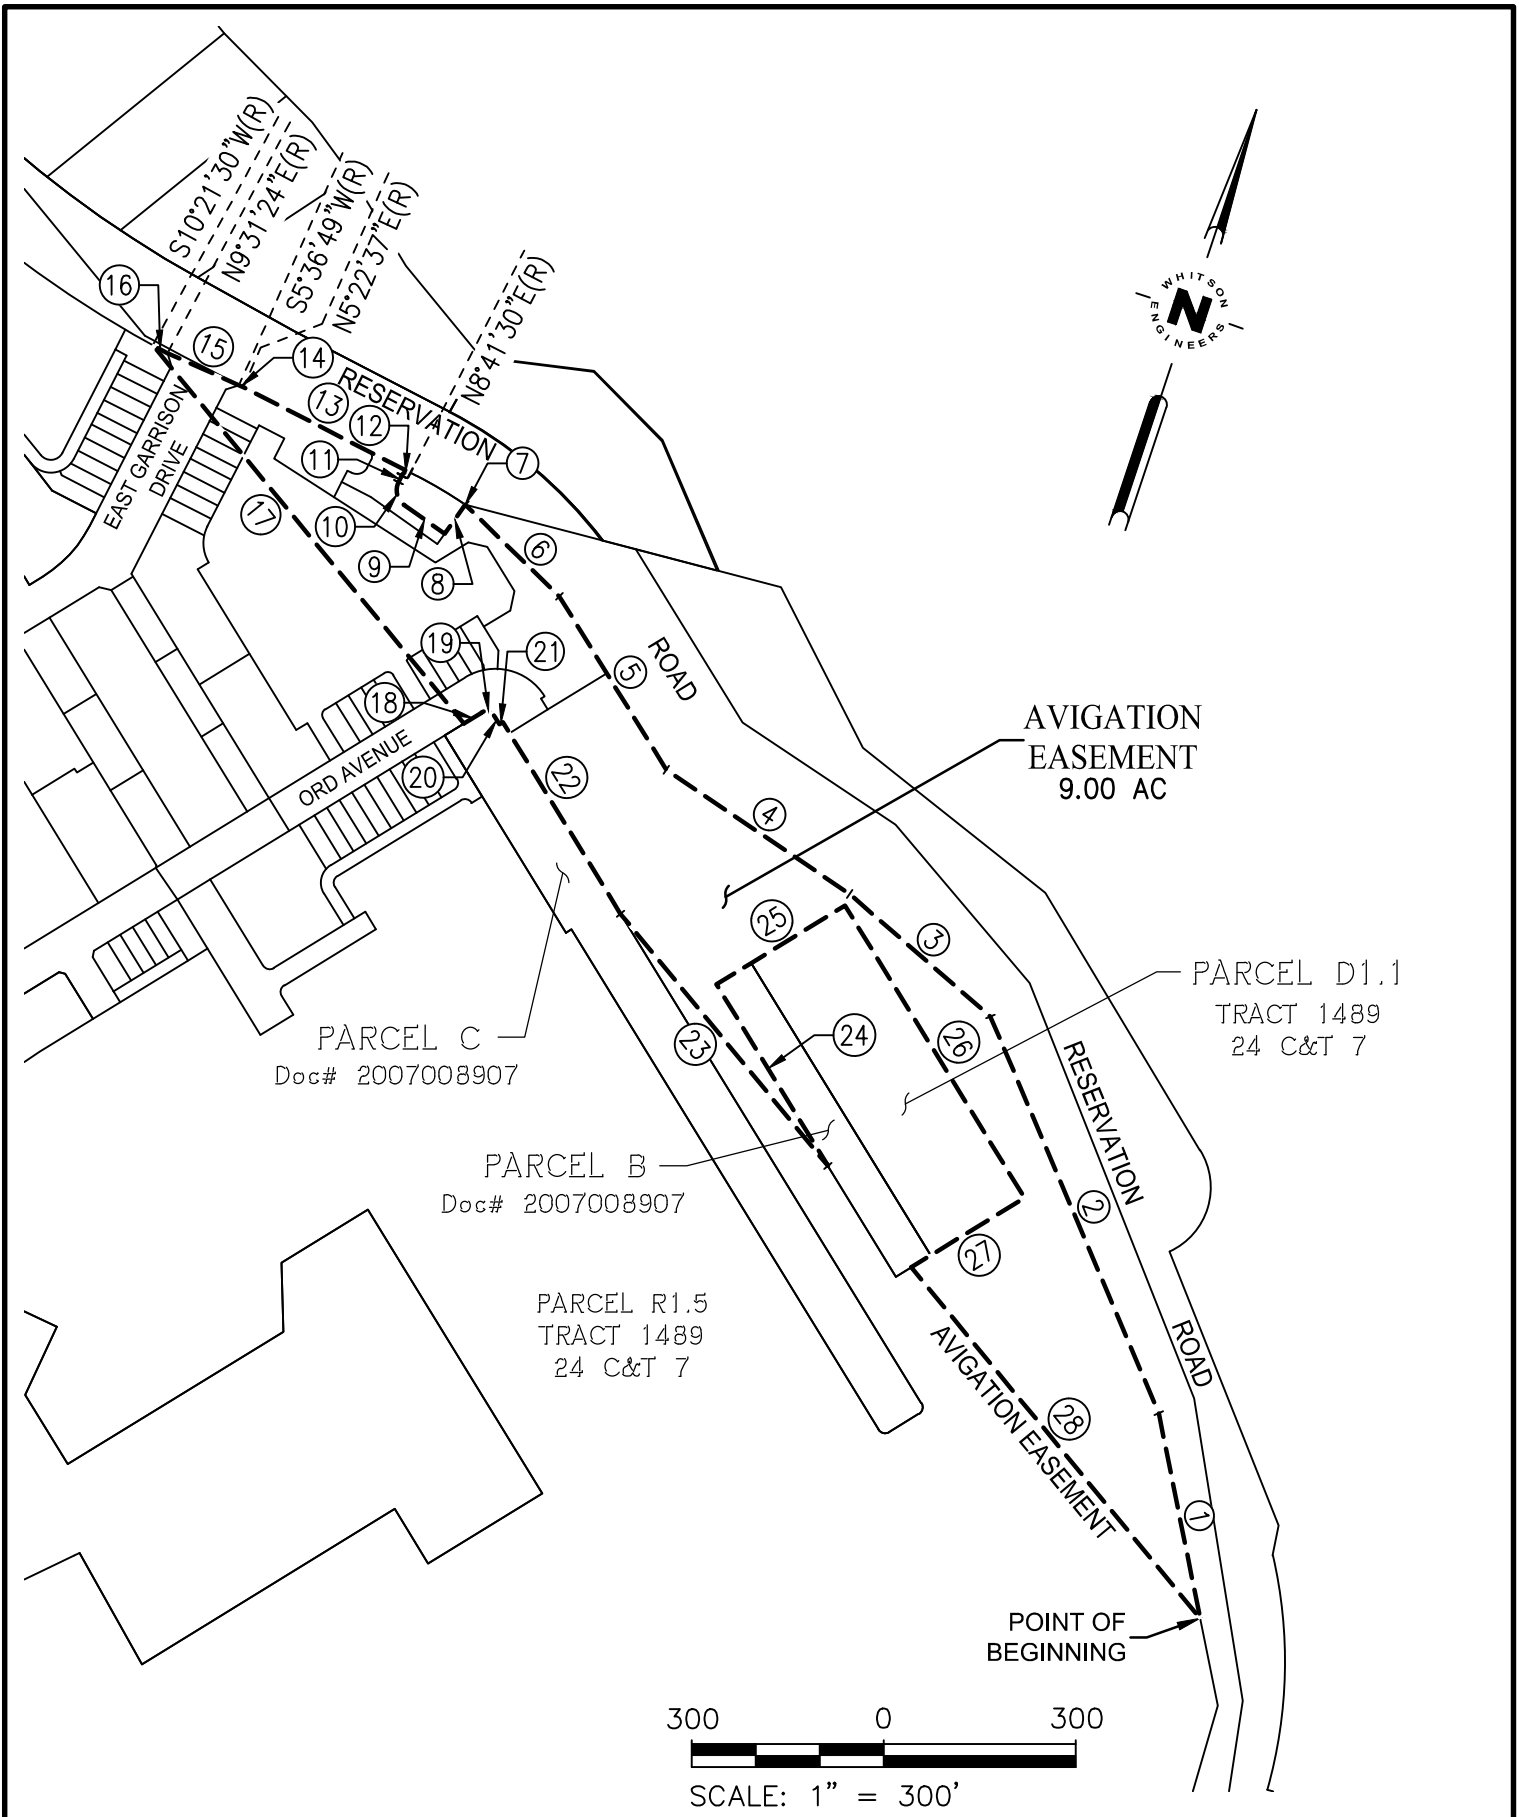 S10°21'30"W(R)
N9°31'24"E(R)
S5°36'49"W(R)
N5°22'37"E(R)
N8°41'30"E(R)
WHITSON
N
ENGINEERS
16
15
14
13
12
11
10
9
8
7
6
5
RESERVATION
ROAD
EAST GARRISON
DRIVE
17
18
19
20
21
ORD AVENUE
22
4
AVIGATION
EASEMENT
9.00 AC
25
3
23
24
26
PARCEL D1.1
TRACT 1489
24 C&T 7
PARCEL C
Doc# 2007008907
PARCEL B
Doc# 2007008907
RESERVATION
ROAD
2
27
PARCEL R1.5
TRACT 1489
24 C&T 7
AVIGATION EASEMENT
28
1
POINT OF
BEGINNING
300 0 300
SCALE: 1" = 300'